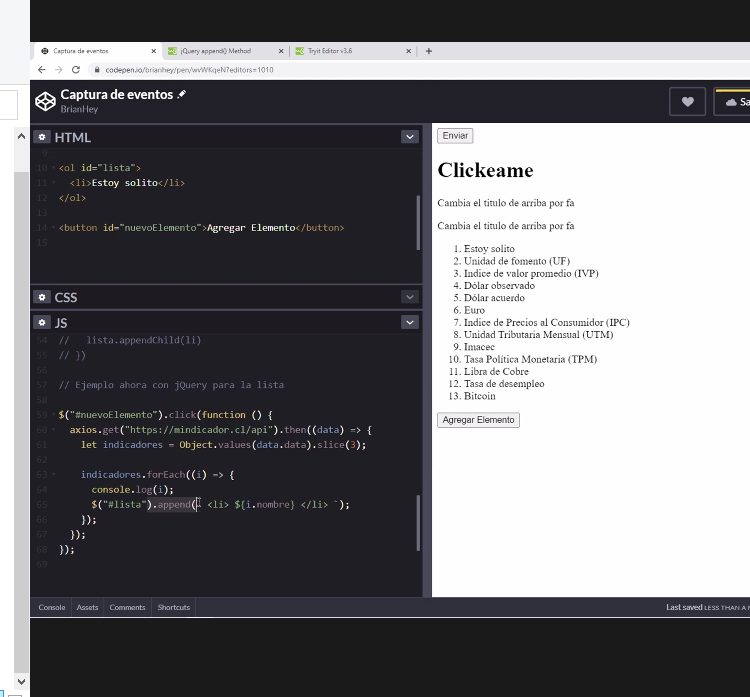 Captura de eventos
jQuery append() Method
Tryit Editor v3.6
codepen.io/brianhey/pen/wvWKqeN?editors=1010
Captura de eventos
BrianHey
Sa
HTML
9
10 <ol id="lista">
11 <li>Estoy solito</li>
12 </ol>
13
14 <button id="nuevoElemento">Agregar Elemento</button>
15
CSS
JS
54 // lista.appendChild(li)
55 // })
56
57 // Ejemplo ahora con jQuery para la lista
58
59 $("#nuevoElemento").click(function () {
60 axios.get("https://mindicador.cl/api").then((data) => {
61 let indicadores = Object.values(data.data).slice(3);
62
63 indicadores.forEach((i) => {
64 console.log(i);
65 $("#lista").append(` <li> ${i.nombre} </li> `);
66 });
67 });
68 });
69
Enviar
Clickeame
Cambia el titulo de arriba por fa
Cambia el titulo de arriba por fa
1. Estoy solito
2. Unidad de fomento (UF)
3. Indice de valor promedio (IVP)
4. Dólar observado
5. Dólar acuerdo
6. Euro
7. Indice de Precios al Consumidor (IPC)
8. Unidad Tributaria Mensual (UTM)
9. Imacec
10. Tasa Política Monetaria (TPM)
11. Libra de Cobre
12. Tasa de desempleo
13. Bitcoin
Agregar Elemento
Console Assets Comments Shortcuts
Last saved LESS THAN A